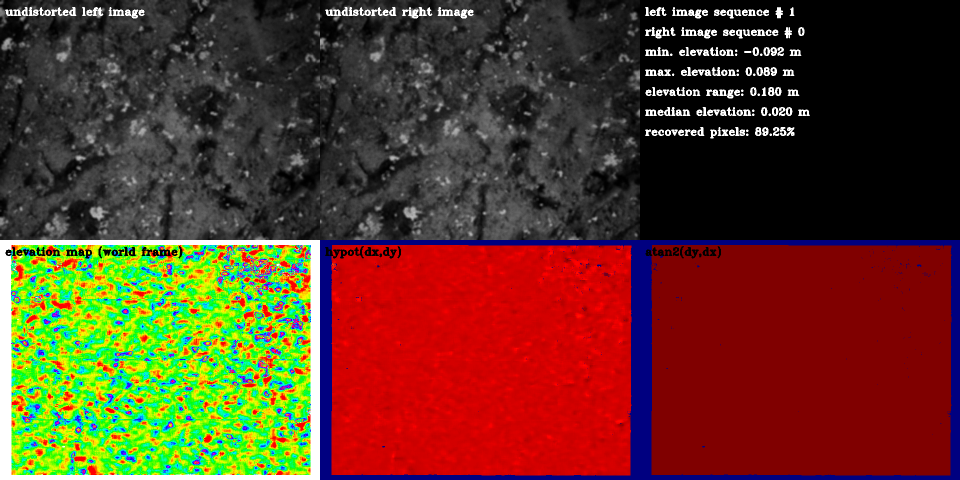 undistorted left image
undistorted right image
left image sequence # 1
right image sequence # 0
min. elevation: -0.092 m
max. elevation: 0.089 m
elevation range: 0.180 m
median elevation: 0.020 m
recovered pixels: 89.25%
elevation map (world frame)
hypot(dx,dy)
atan2(dy,dx)